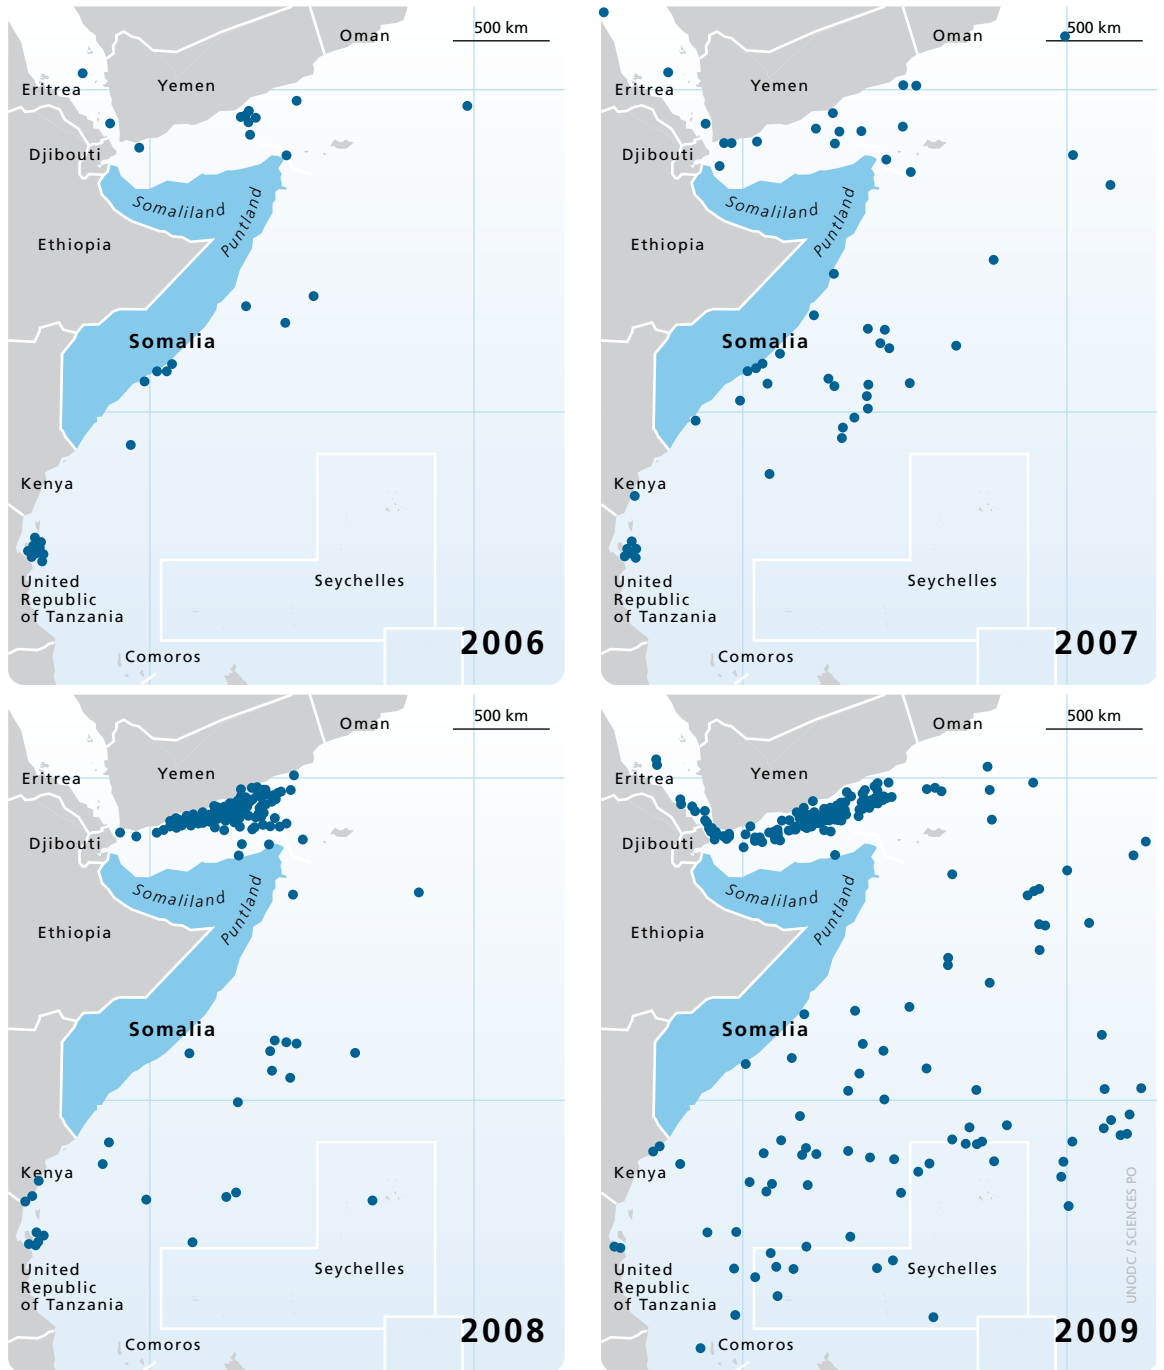 500 km
Oman
Yemen
Eritrea
Djibouti
Somaliland
Puntland
Ethiopia
Somalia
Kenya
United
Republic
of Tanzania
Seychelles
Comoros
2006
500 km
Oman
Yemen
Eritrea
Djibouti
Somaliland
Puntland
Ethiopia
Somalia
Kenya
United
Republic
of Tanzania
Seychelles
Comoros
2007
500 km
Oman
Yemen
Eritrea
Djibouti
Somaliland
Puntland
Ethiopia
Somalia
Kenya
United
Republic
of Tanzania
Seychelles
Comoros
2008
500 km
Oman
Yemen
Eritrea
Djibouti
Somaliland
Puntland
Ethiopia
Somalia
Kenya
United
Republic
of Tanzania
Seychelles
Comoros
2009
UNODC / SCIENCES PO